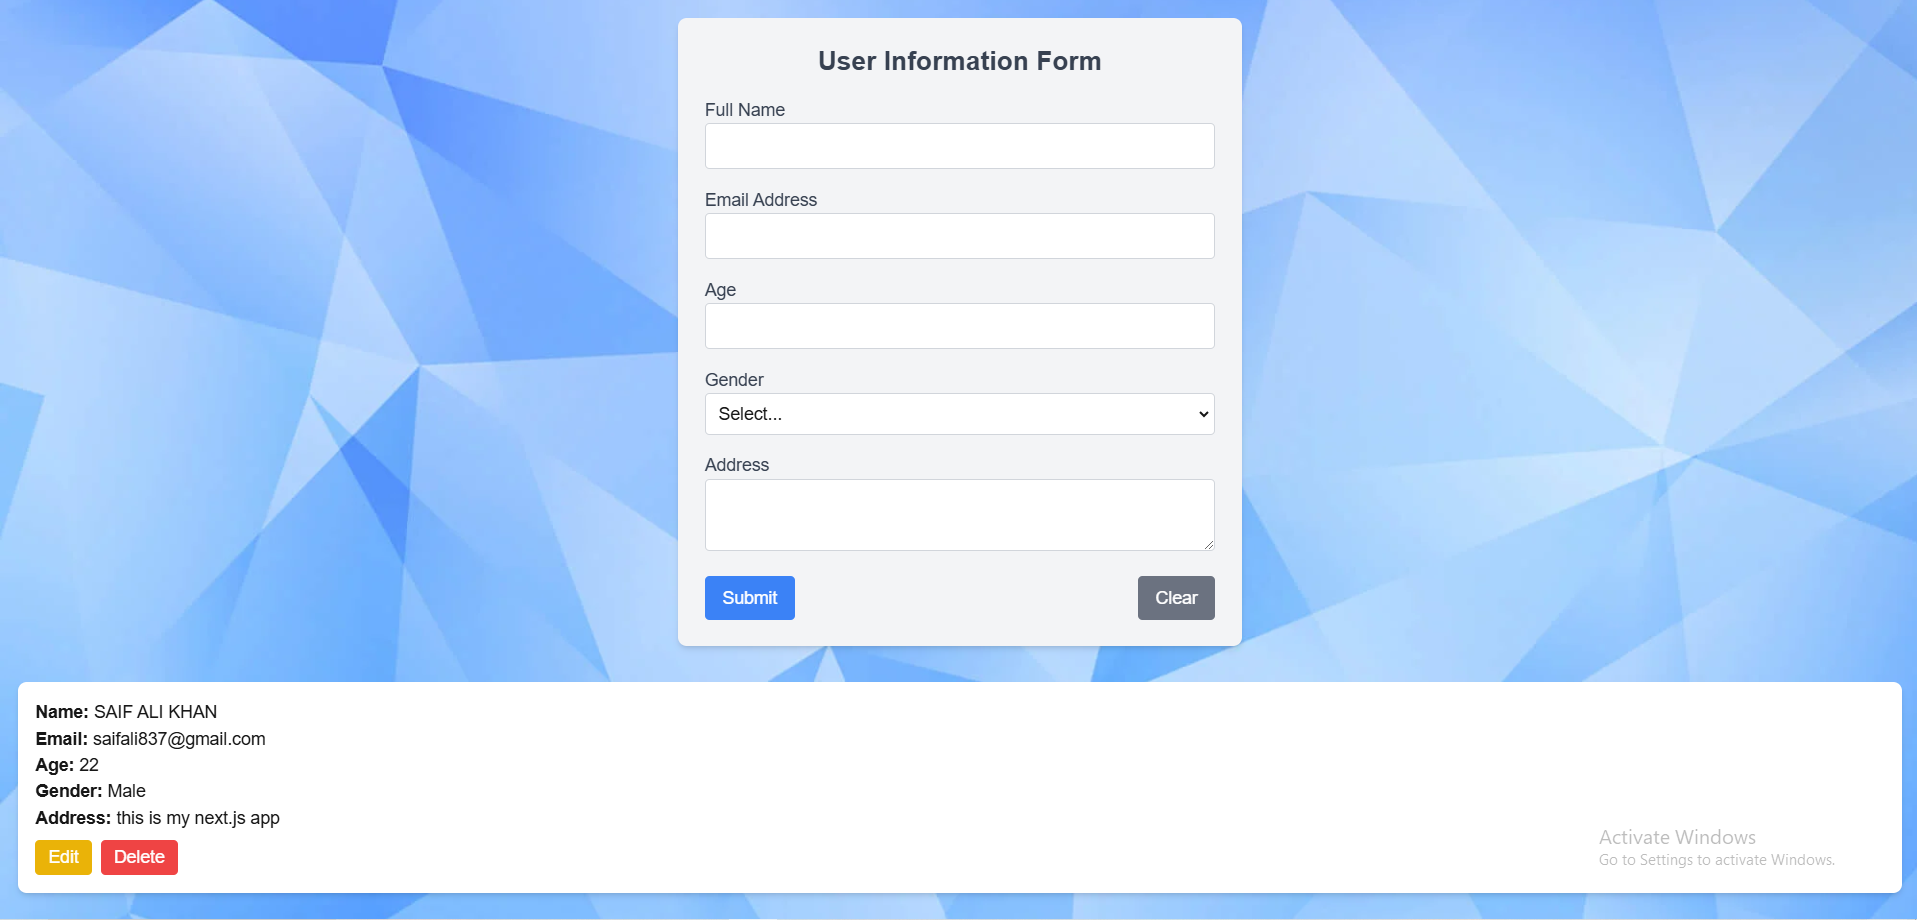 User Information Form
Full Name
Email Address
Age
Gender
Select...
Address
Submit
Clear
Name: SAIF ALI KHAN
Email: saifali837@gmail.com
Age: 22
Gender: Male
Address: this is my next.js app
Edit
Delete
Activate Windows
Go to Settings to activate Windows.